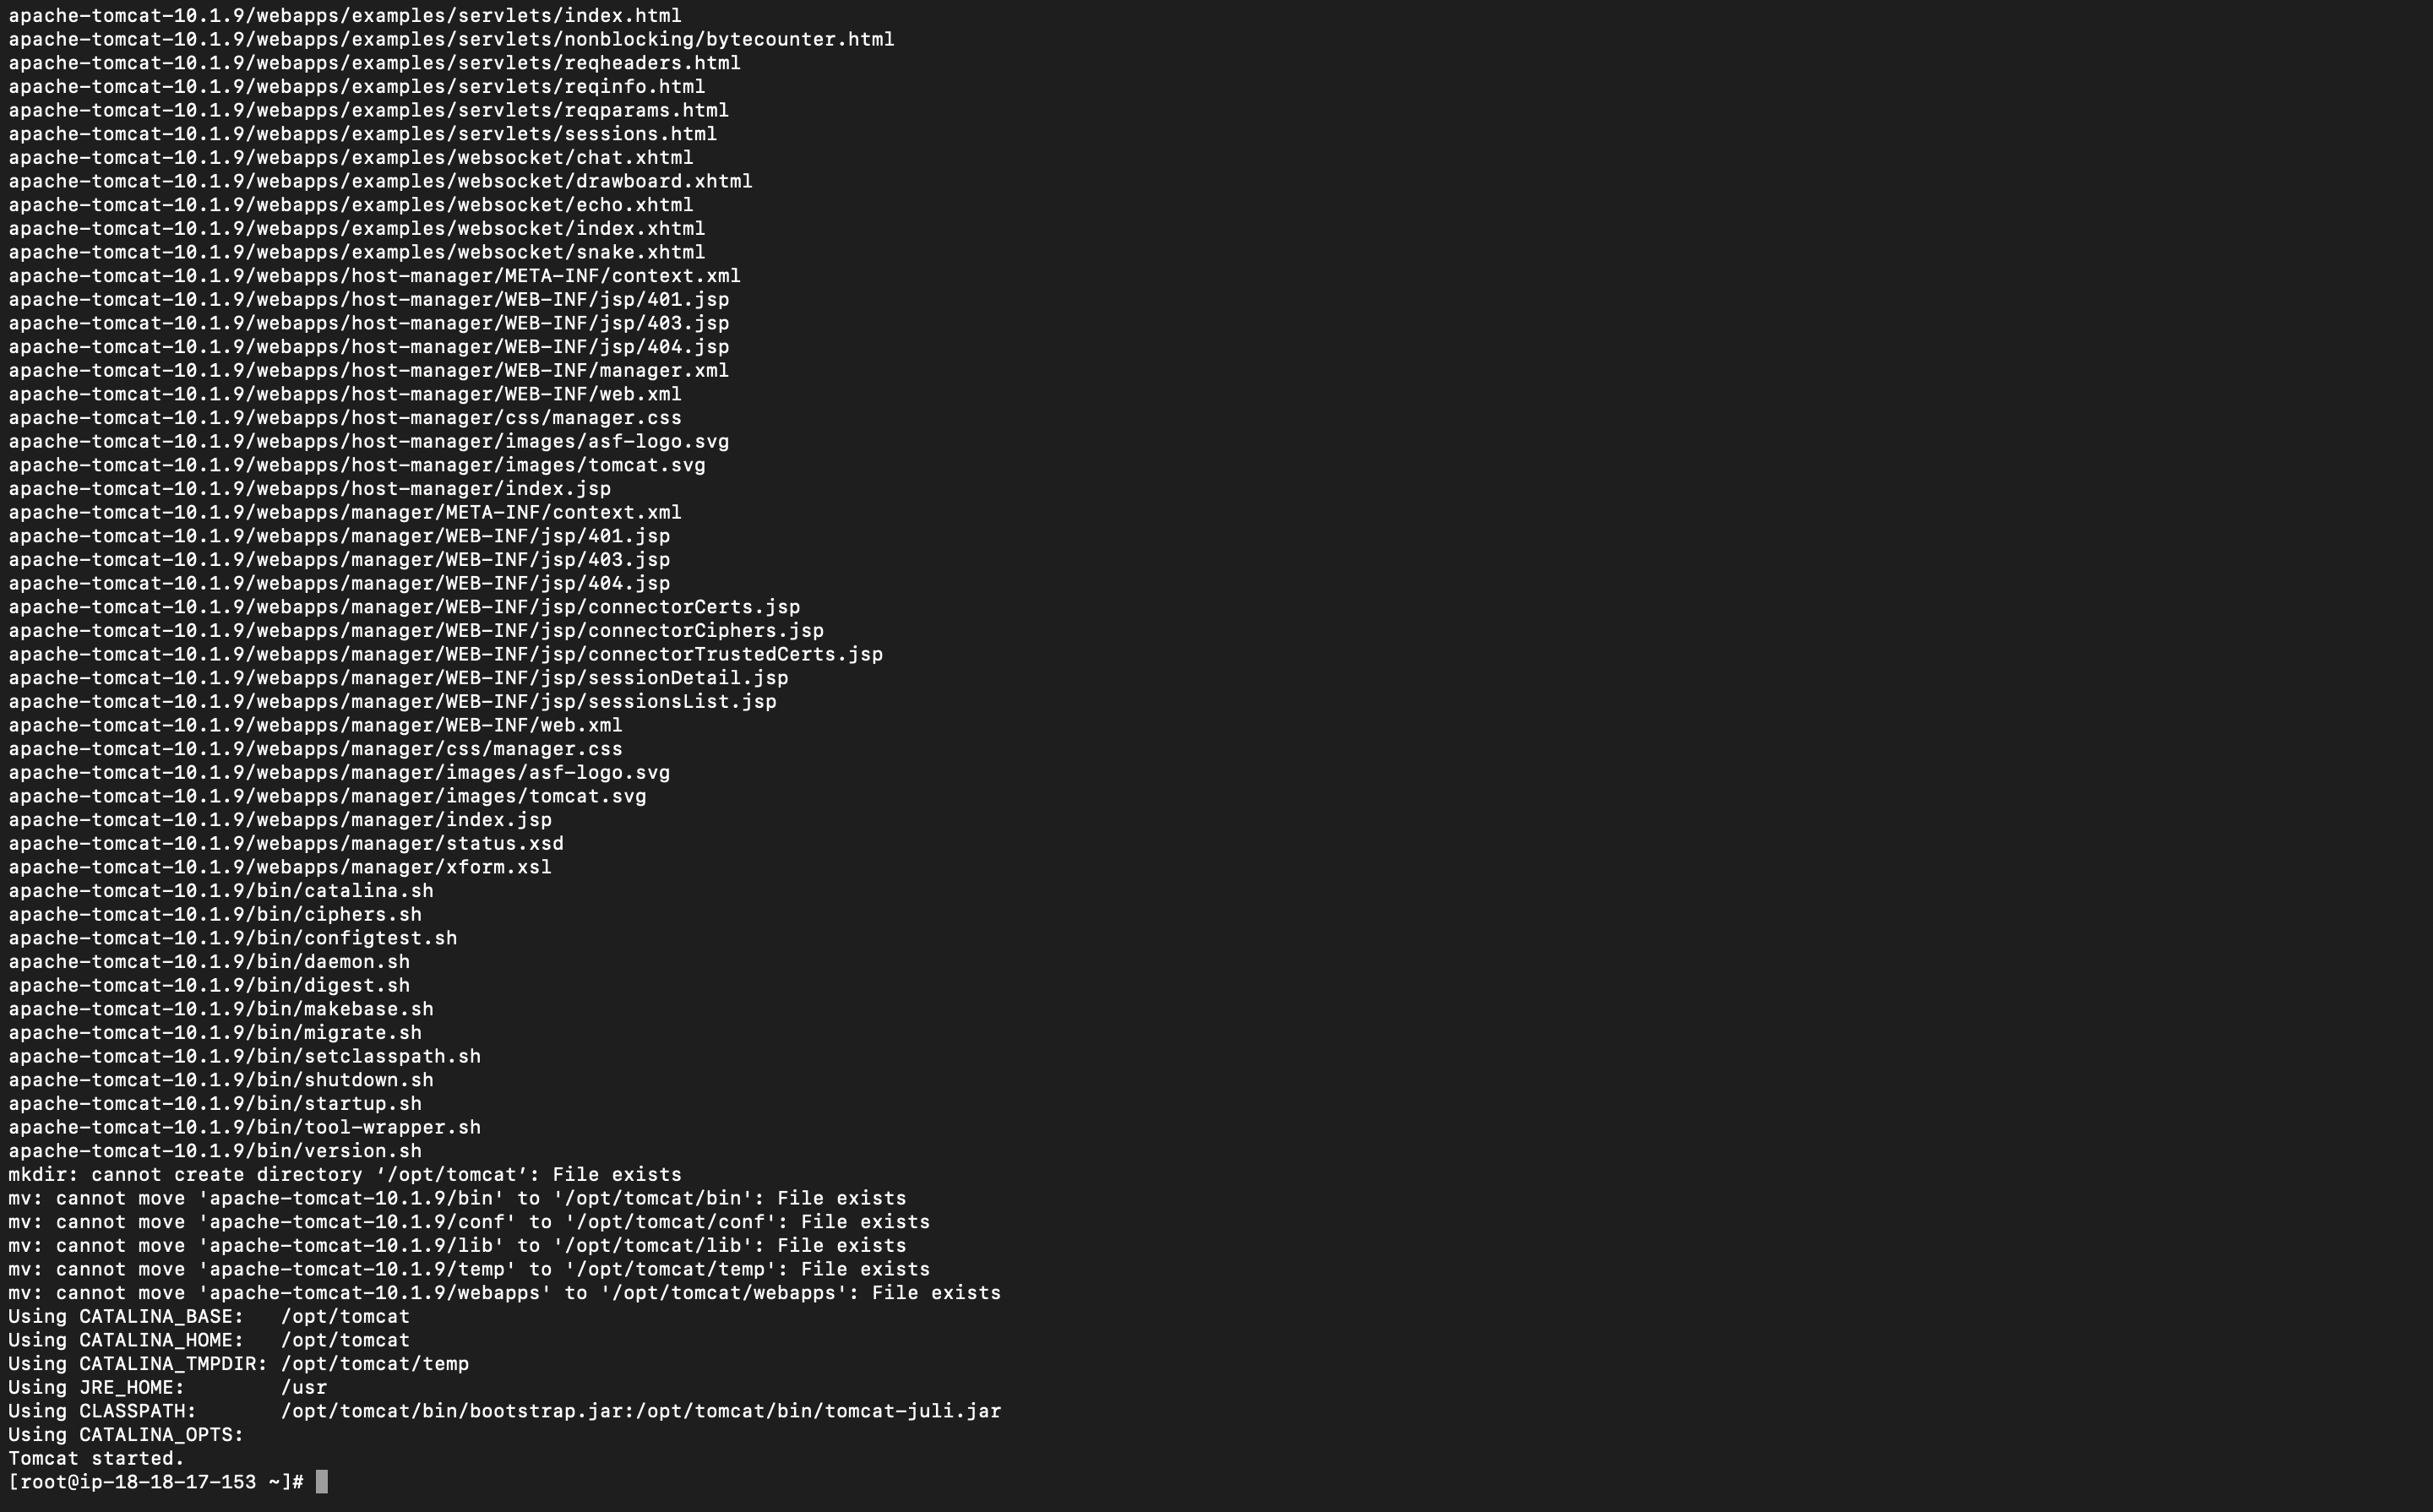 apache-tomcat-10.1.9/webapps/examples/servlets/index.html
apache-tomcat-10.1.9/webapps/examples/servlets/nonblocking/bytecounter.html
apache-tomcat-10.1.9/webapps/examples/servlets/reqheaders.html
apache-tomcat-10.1.9/webapps/examples/servlets/reqinfo.html
apache-tomcat-10.1.9/webapps/examples/servlets/reqparams.html
apache-tomcat-10.1.9/webapps/examples/servlets/sessions.html
apache-tomcat-10.1.9/webapps/examples/websocket/chat.xhtml
apache-tomcat-10.1.9/webapps/examples/websocket/drawboard.xhtml
apache-tomcat-10.1.9/webapps/examples/websocket/echo.xhtml
apache-tomcat-10.1.9/webapps/examples/websocket/index.xhtml
apache-tomcat-10.1.9/webapps/examples/websocket/snake.xhtml
apache-tomcat-10.1.9/webapps/host-manager/META-INF/context.xml
apache-tomcat-10.1.9/webapps/host-manager/WEB-INF/jsp/401.jsp
apache-tomcat-10.1.9/webapps/host-manager/WEB-INF/jsp/403.jsp
apache-tomcat-10.1.9/webapps/host-manager/WEB-INF/jsp/404.jsp
apache-tomcat-10.1.9/webapps/host-manager/WEB-INF/manager.xml
apache-tomcat-10.1.9/webapps/host-manager/WEB-INF/web.xml
apache-tomcat-10.1.9/webapps/host-manager/css/manager.css
apache-tomcat-10.1.9/webapps/host-manager/images/asf-logo.svg
apache-tomcat-10.1.9/webapps/host-manager/images/tomcat.svg
apache-tomcat-10.1.9/webapps/host-manager/index.jsp
apache-tomcat-10.1.9/webapps/manager/META-INF/context.xml
apache-tomcat-10.1.9/webapps/manager/WEB-INF/jsp/401.jsp
apache-tomcat-10.1.9/webapps/manager/WEB-INF/jsp/403.jsp
apache-tomcat-10.1.9/webapps/manager/WEB-INF/jsp/404.jsp
apache-tomcat-10.1.9/webapps/manager/WEB-INF/jsp/connectorCerts.jsp
apache-tomcat-10.1.9/webapps/manager/WEB-INF/jsp/connectorCiphers.jsp
apache-tomcat-10.1.9/webapps/manager/WEB-INF/jsp/connectorTrustedCerts.jsp
apache-tomcat-10.1.9/webapps/manager/WEB-INF/jsp/sessionDetail.jsp
apache-tomcat-10.1.9/webapps/manager/WEB-INF/jsp/sessionsList.jsp
apache-tomcat-10.1.9/webapps/manager/WEB-INF/web.xml
apache-tomcat-10.1.9/webapps/manager/css/manager.css
apache-tomcat-10.1.9/webapps/manager/images/asf-logo.svg
apache-tomcat-10.1.9/webapps/manager/images/tomcat.svg
apache-tomcat-10.1.9/webapps/manager/index.jsp
apache-tomcat-10.1.9/webapps/manager/status.xsd
apache-tomcat-10.1.9/webapps/manager/xform.xsl
apache-tomcat-10.1.9/bin/catalina.sh
apache-tomcat-10.1.9/bin/ciphers.sh
apache-tomcat-10.1.9/bin/configtest.sh
apache-tomcat-10.1.9/bin/daemon.sh
apache-tomcat-10.1.9/bin/digest.sh
apache-tomcat-10.1.9/bin/makebase.sh
apache-tomcat-10.1.9/bin/migrate.sh
apache-tomcat-10.1.9/bin/setclasspath.sh
apache-tomcat-10.1.9/bin/shutdown.sh
apache-tomcat-10.1.9/bin/startup.sh
apache-tomcat-10.1.9/bin/tool-wrapper.sh
apache-tomcat-10.1.9/bin/version.sh
mkdir: cannot create directory ‘/opt/tomcat’: File exists
mv: cannot move 'apache-tomcat-10.1.9/bin' to '/opt/tomcat/bin': File exists
mv: cannot move 'apache-tomcat-10.1.9/conf' to '/opt/tomcat/conf': File exists
mv: cannot move 'apache-tomcat-10.1.9/lib' to '/opt/tomcat/lib': File exists
mv: cannot move 'apache-tomcat-10.1.9/temp' to '/opt/tomcat/temp': File exists
mv: cannot move 'apache-tomcat-10.1.9/webapps' to '/opt/tomcat/webapps': File exists
Using CATALINA_BASE:   /opt/tomcat
Using CATALINA_HOME:   /opt/tomcat
Using CATALINA_TMPDIR: /opt/tomcat/temp
Using JRE_HOME:        /usr
Using CLASSPATH:       /opt/tomcat/bin/bootstrap.jar:/opt/tomcat/bin/tomcat-juli.jar
Using CATALINA_OPTS:
Tomcat started.
[root@ip-18-18-17-153 ~]#